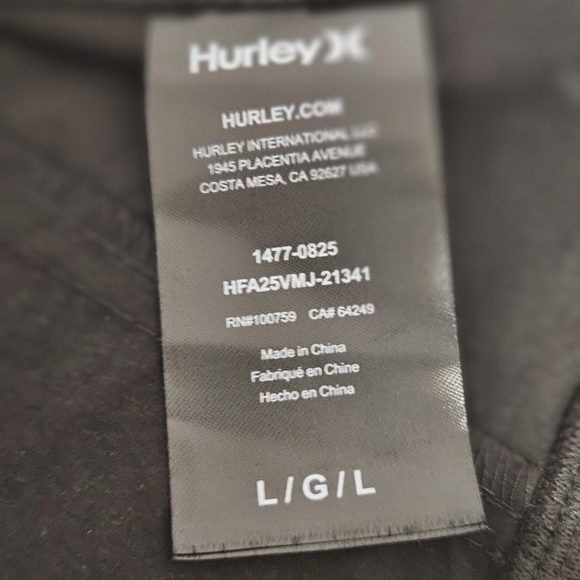 Hurley
HURLEY.COM
HURLEY INTERNATIONAL LLC
1945 PLACENTIA AVENUE
COSTA MESA, CA 92627 USA
1477-0825
HFA25VMJ-21341
RN#100759 CA# 64249
Made in China
Fabriqué en Chine
Hecho en China
L / G / L